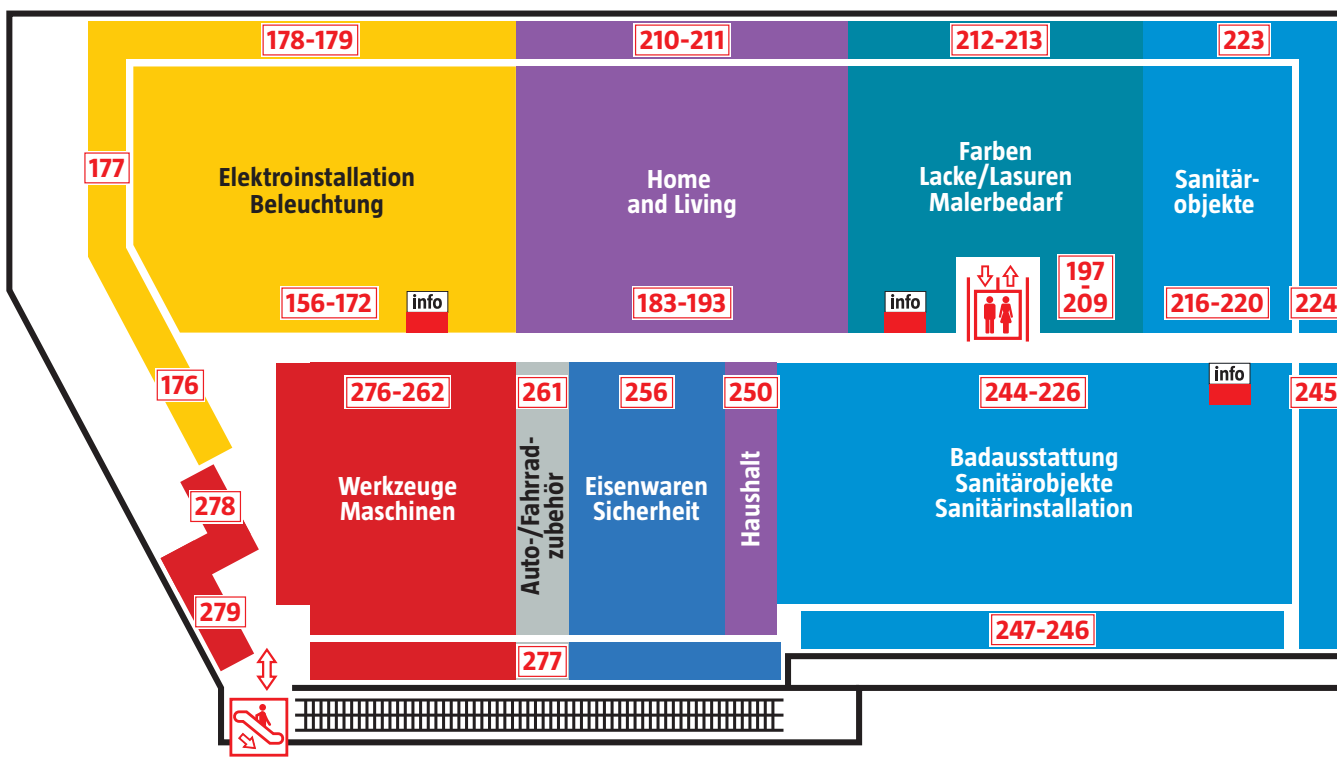 178-179
210-211
212-213
223
177
Elektroinstallation
Beleuchtung
Home
and Living
Farben
Lacke/Lasuren
Malerbedarf
Sanitär-
objekte
156-172
info
183-193
info
197
-
209
216-220
224
176
276-262
261
256
250
244-226
info
245
Werkzeuge
Maschinen
Auto-/Fahrrad-
zubehör
Eisenwaren
Sicherheit
Haushalt
Badausstattung
Sanitärobjekte
Sanitärinstallation
278
279
277
247-246